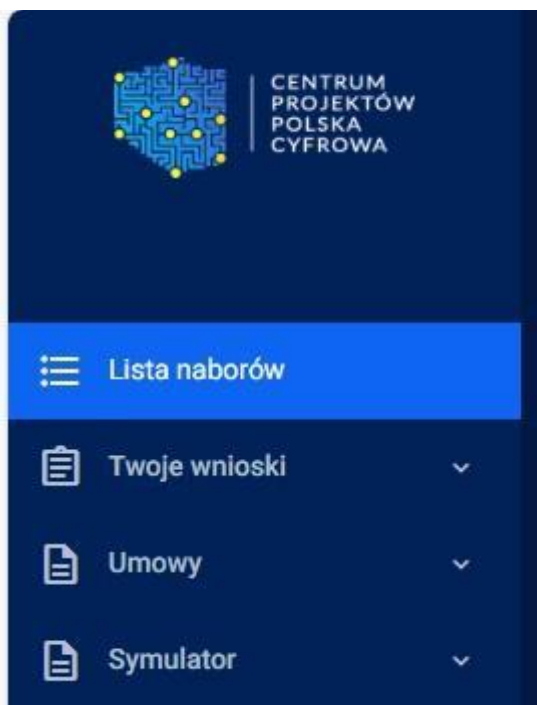 CENTRUM
PROJEKTÓW
POLSKA
CYFROWA
Lista naborów
Twoje wnioski
Umowy
Symulator